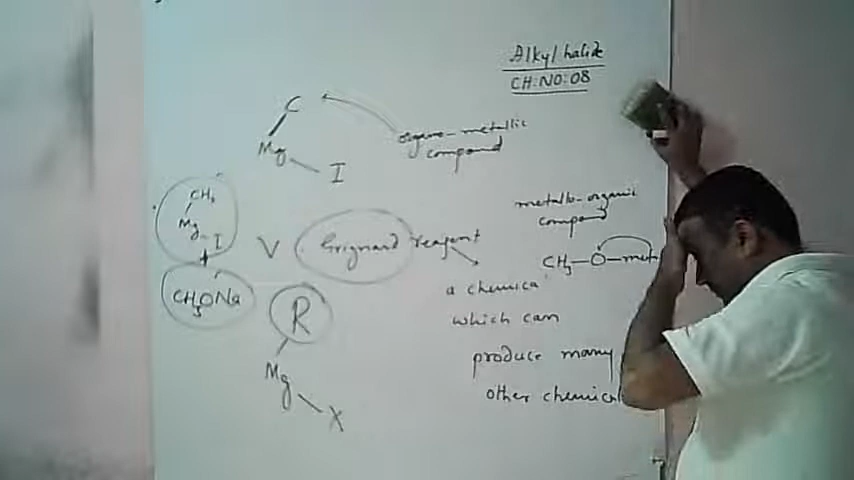 Alkyl halide
CH:NO:08
C
Mg
I
organo-metallic
compound
CH3
Mg
I
+
CH3ONa
V
Grignard reagent
R
Mg
X
metallo-organic
compound
CH3-O-meta
a chemical
which can
produce many
other chemical